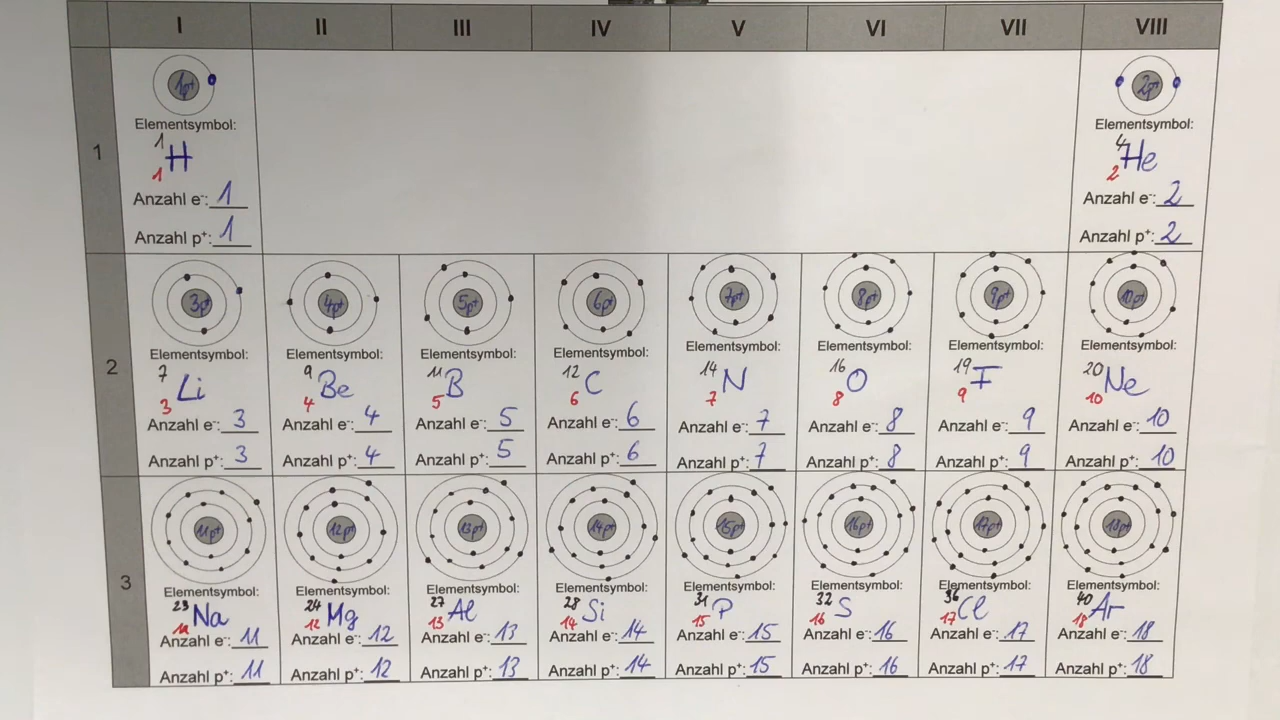 I II III IV V VI VII VIII
1
1p+ 2p+
Elementsymbol: Elementsymbol:
1 4
H He
1 2
Anzahl e⁻: 1 Anzahl e⁻: 2
Anzahl p⁺: 1 Anzahl p⁺: 2
2
3p+ 4p+ 5p+ 6p+ 7p+ 8p+ 9p+ 10p+
Elementsymbol: Elementsymbol: Elementsymbol: Elementsymbol: Elementsymbol: Elementsymbol: Elementsymbol: Elementsymbol:
7 9 11 12 14 16 19 20
Li Be B C N O F Ne
3 4 5 6 7 8 9 10
Anzahl e⁻: 3 Anzahl e⁻: 4 Anzahl e⁻: 5 Anzahl e⁻: 6 Anzahl e⁻: 7 Anzahl e⁻: 8 Anzahl e⁻: 9 Anzahl e⁻: 10
Anzahl p⁺: 3 Anzahl p⁺: 4 Anzahl p⁺: 5 Anzahl p⁺: 6 Anzahl p⁺: 7 Anzahl p⁺: 8 Anzahl p⁺: 9 Anzahl p⁺: 10
3
11p+ 12p+ 13p+ 14p+ 15p+ 16p+ 17p+ 18p+
Elementsymbol: Elementsymbol: Elementsymbol: Elementsymbol: Elementsymbol: Elementsymbol: Elementsymbol: Elementsymbol:
23 24 27 28 31 32 36 40
Na Mg Al Si P S Cl Ar
11 12 13 14 15 16 17 18
Anzahl e⁻: 11 Anzahl e⁻: 12 Anzahl e⁻: 13 Anzahl e⁻: 14 Anzahl e⁻: 15 Anzahl e⁻: 16 Anzahl e⁻: 17 Anzahl e⁻: 18
Anzahl p⁺: 11 Anzahl p⁺: 12 Anzahl p⁺: 13 Anzahl p⁺: 14 Anzahl p⁺: 15 Anzahl p⁺: 16 Anzahl p⁺: 17 Anzahl p⁺: 18